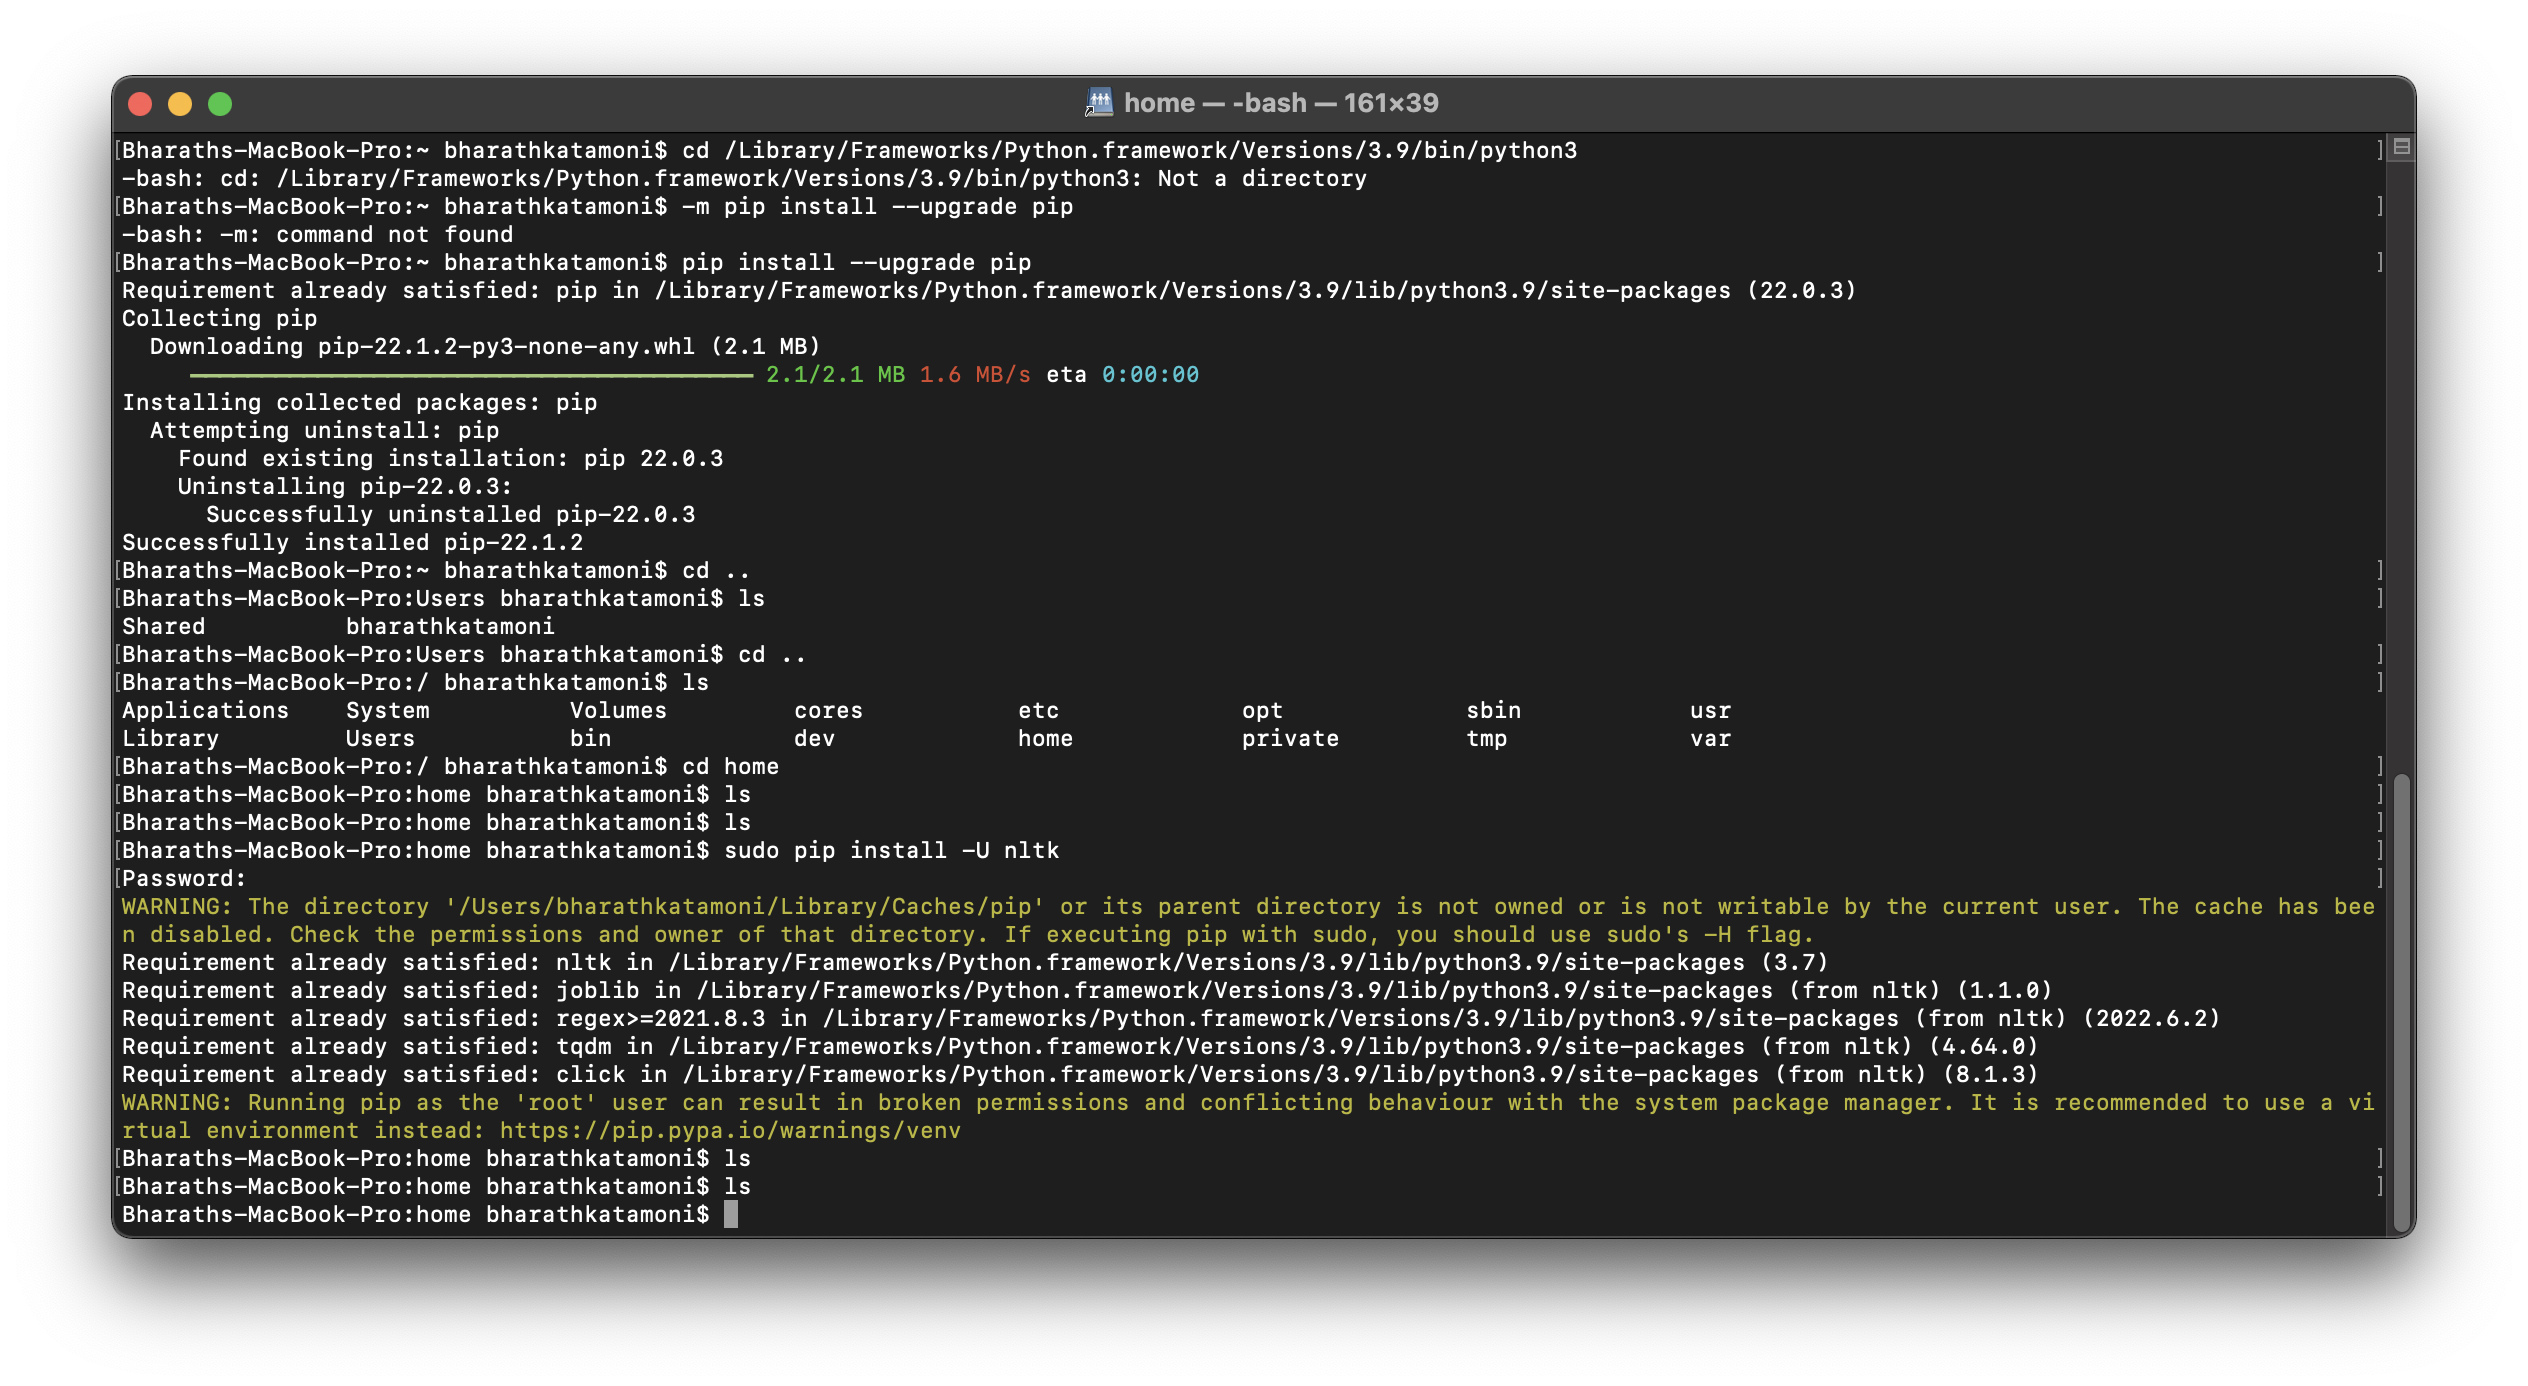 home — -bash — 161×39
[Bharaths-MacBook-Pro:~ bharathkatamoni$ cd /Library/Frameworks/Python.framework/Versions/3.9/bin/python3 ]
-bash: cd: /Library/Frameworks/Python.framework/Versions/3.9/bin/python3: Not a directory
[Bharaths-MacBook-Pro:~ bharathkatamoni$ -m pip install --upgrade pip ]
-bash: -m: command not found
[Bharaths-MacBook-Pro:~ bharathkatamoni$ pip install --upgrade pip ]
Requirement already satisfied: pip in /Library/Frameworks/Python.framework/Versions/3.9/lib/python3.9/site-packages (22.0.3)
Collecting pip
  Downloading pip-22.1.2-py3-none-any.whl (2.1 MB)
     ━━━━━━━━━━━━━━━━━━━━━━━━━━━━━━━━━━━━━━━━ 2.1/2.1 MB 1.6 MB/s eta 0:00:00
Installing collected packages: pip
  Attempting uninstall: pip
    Found existing installation: pip 22.0.3
    Uninstalling pip-22.0.3:
      Successfully uninstalled pip-22.0.3
Successfully installed pip-22.1.2
[Bharaths-MacBook-Pro:~ bharathkatamoni$ cd .. ]
[Bharaths-MacBook-Pro:Users bharathkatamoni$ ls ]
Shared          bharathkatamoni
[Bharaths-MacBook-Pro:Users bharathkatamoni$ cd .. ]
[Bharaths-MacBook-Pro:/ bharathkatamoni$ ls ]
Applications    System          Volumes         cores           etc             opt             sbin            usr
Library         Users           bin             dev             home            private         tmp             var
[Bharaths-MacBook-Pro:/ bharathkatamoni$ cd home ]
[Bharaths-MacBook-Pro:home bharathkatamoni$ ls ]
[Bharaths-MacBook-Pro:home bharathkatamoni$ ls ]
[Bharaths-MacBook-Pro:home bharathkatamoni$ sudo pip install -U nltk ]
[Password: ]
WARNING: The directory '/Users/bharathkatamoni/Library/Caches/pip' or its parent directory is not owned or is not writable by the current user. The cache has bee
n disabled. Check the permissions and owner of that directory. If executing pip with sudo, you should use sudo's -H flag.
Requirement already satisfied: nltk in /Library/Frameworks/Python.framework/Versions/3.9/lib/python3.9/site-packages (3.7)
Requirement already satisfied: joblib in /Library/Frameworks/Python.framework/Versions/3.9/lib/python3.9/site-packages (from nltk) (1.1.0)
Requirement already satisfied: regex>=2021.8.3 in /Library/Frameworks/Python.framework/Versions/3.9/lib/python3.9/site-packages (from nltk) (2022.6.2)
Requirement already satisfied: tqdm in /Library/Frameworks/Python.framework/Versions/3.9/lib/python3.9/site-packages (from nltk) (4.64.0)
Requirement already satisfied: click in /Library/Frameworks/Python.framework/Versions/3.9/lib/python3.9/site-packages (from nltk) (8.1.3)
WARNING: Running pip as the 'root' user can result in broken permissions and conflicting behaviour with the system package manager. It is recommended to use a vi
rtual environment instead: https://pip.pypa.io/warnings/venv
[Bharaths-MacBook-Pro:home bharathkatamoni$ ls ]
[Bharaths-MacBook-Pro:home bharathkatamoni$ ls ]
Bharaths-MacBook-Pro:home bharathkatamoni$